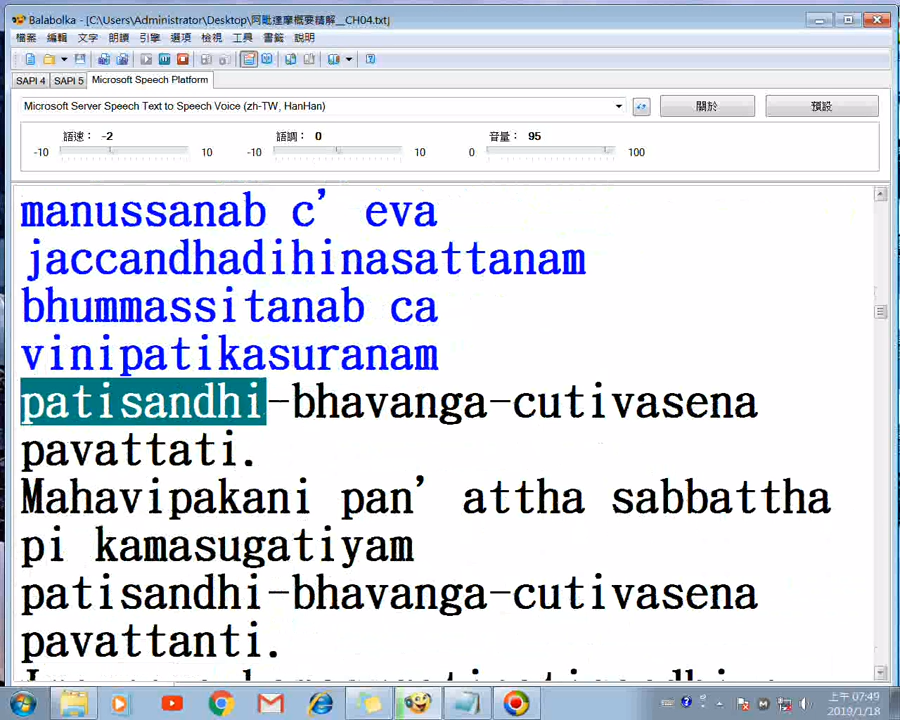 Balabolka - [C:\Users\Administrator\Desktop\阿毗達摩概要精解__CH04.txt]
檔案 編輯 文字 朗讀 引擎 選項 檢視 工具 書籤 説明
SAPI 4 SAPI 5 Microsoft Speech Platform
Microsoft Server Speech Text to Speech Voice (zh-TW, HanHan) 關於 預設
語速： -2 語調： 0 音量： 95
-10 10 -10 10 0 100
manussanab c’ eva
jaccandhadihinasattanam
bhummassitanab ca
vinipatikasuranam
patisandhi-bhavanga-cutivasena
pavattati.
Mahavipakani pan’ attha sabbattha
pi kamasugatiyam
patisandhi-bhavanga-cutivasena
pavattanti.
上午 07:49
2019/1/18